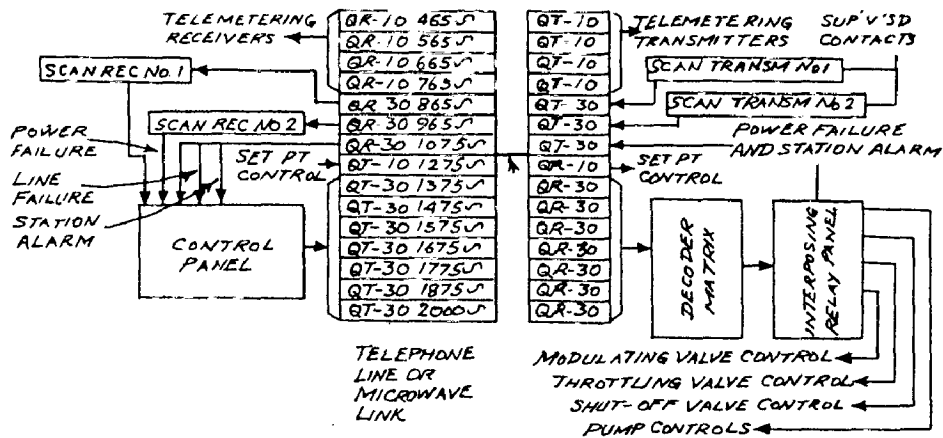 TELEMETERING
RECEIVERS
QR-10 465∿
QR-10 565∿
QR-10 665∿
QR-10 765∿
QR 30 865∿
QR-30 965∿
QR-30 1075∿
QT-10 1275∿
QT-30 1375∿
QT-30 1475∿
QT-30 1575∿
QT-30 1675∿
QT-30 1775∿
QT-30 1875∿
QT-30 2000∿
QT-10
QT-10
QT-10
QT-10
QT-30
QT-30
QT-30
QR-10
QR-30
QR-30
QR-30
QR-30
QR-30
QR-30
QR-30
TELEMETERING
TRANSMITTERS
SUP'V'SD
CONTACTS
SCAN REC No. 1
SCAN REC NO 2
SCAN TRANSM No1
SCAN TRANSM No 2
POWER
FAILURE
LINE
FAILURE
STATION
ALARM
SET PT
CONTROL
POWER FAILURE
AND STATION ALARM
SET PT
CONTROL
CONTROL
PANEL
DECODER
MATRIX
INTERPOSING
RELAY PANEL
TELEPHONE
LINE OR
MICROWAVE
LINK
MODULATING VALVE CONTROL
THROTTLING VALVE CONTROL
SHUT-OFF VALVE CONTROL
PUMP CONTROLS